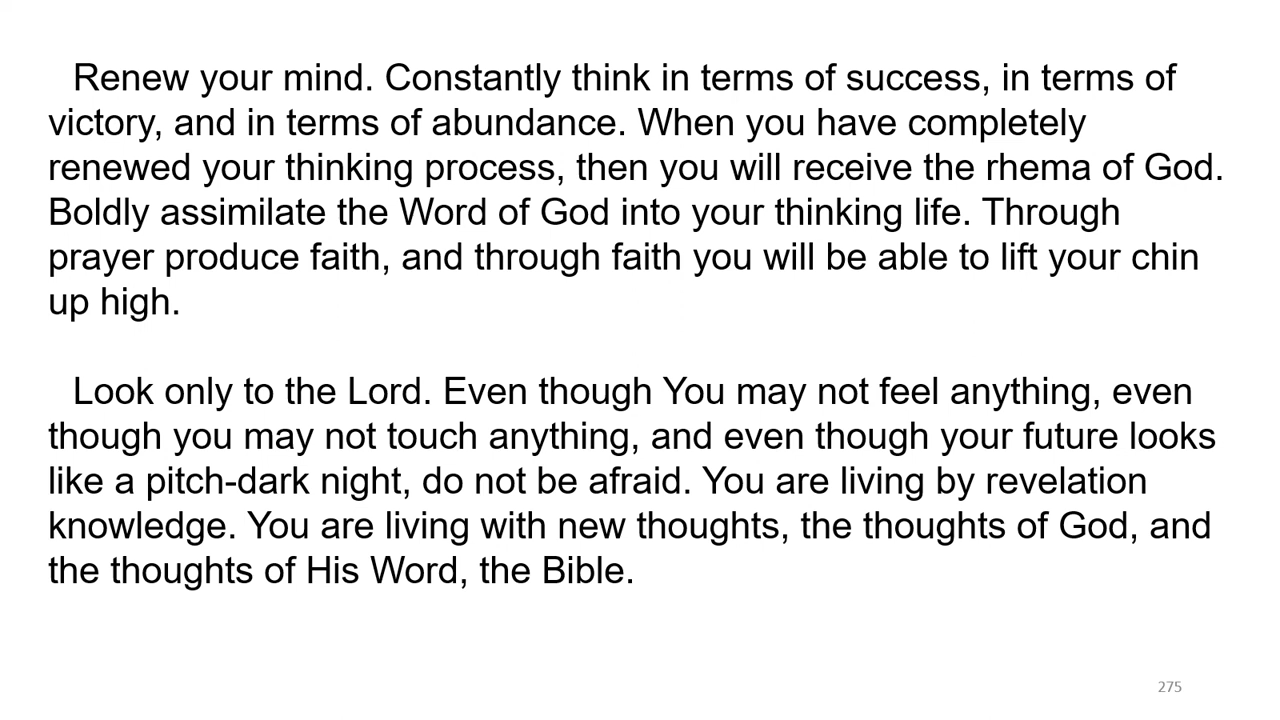 Renew your mind. Constantly think in terms of success, in terms of
victory, and in terms of abundance. When you have completely
renewed your thinking process, then you will receive the rhema of God.
Boldly assimilate the Word of God into your thinking life. Through
prayer produce faith, and through faith you will be able to lift your chin
up high.
Look only to the Lord. Even though You may not feel anything, even
though you may not touch anything, and even though your future looks
like a pitch-dark night, do not be afraid. You are living by revelation
knowledge. You are living with new thoughts, the thoughts of God, and
the thoughts of His Word, the Bible.
275